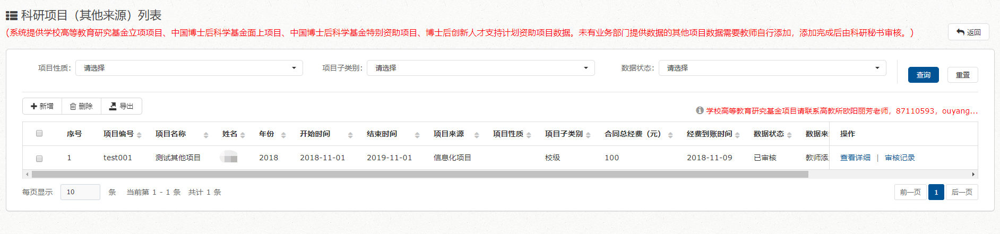 科研项目（其他来源）列表
(系统提供学校高等教育研究基金立项项目、中国博士后科学基金面上项目、中国博士后科学基金特别资助项目、博士后创新人才支持计划资助项目数据。未有业务部门提供数据的其他项目数据需要教师自行添加，添加完成后由科研秘书审核。)
返回
项目性质： 请选择 项目子类别： 请选择 数据状态： 请选择 查询 重置
新增 删除 导出
学校高等教育研究基金项目请联系高教所欧阳丽芳老师，87110593，ouyang...
序号 项目编号 项目名称 姓名 年份 开始时间 结束时间 项目来源 项目性质 项目子类别 合同总经费（元） 经费到账时间 数据状态 数据来 操作
1 test001 测试其他项目 2018 2018-11-01 2019-11-01 信息化项目 校级 100 2018-11-09 已审核 教师添 查看详细 | 审核记录
每页显示 10 条 当前第 1 - 1 条 共计 1 条 前一页 1 后一页